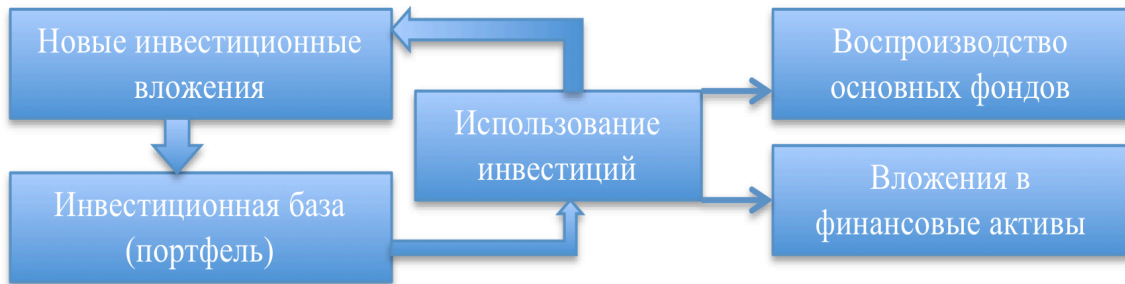 Новые инвестиционные
вложения
Инвестиционная база
(портфель)
Использование
инвестиций
Воспроизводство
основных фондов
Вложения в
финансовые активы